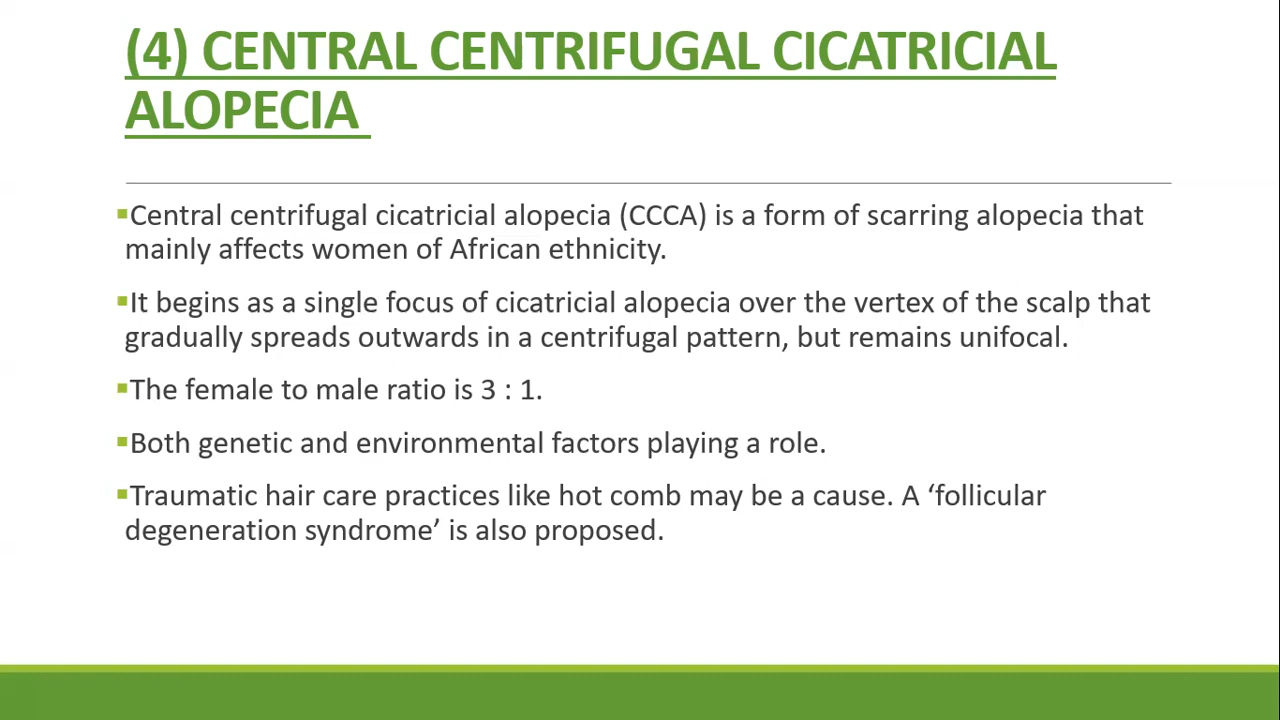 (4) CENTRAL CENTRIFUGAL CICATRICIAL
ALOPECIA
▪Central centrifugal cicatricial alopecia (CCCA) is a form of scarring alopecia that
mainly affects women of African ethnicity.
▪It begins as a single focus of cicatricial alopecia over the vertex of the scalp that
gradually spreads outwards in a centrifugal pattern, but remains unifocal.
▪The female to male ratio is 3 : 1.
▪Both genetic and environmental factors playing a role.
▪Traumatic hair care practices like hot comb may be a cause. A ‘follicular
degeneration syndrome’ is also proposed.